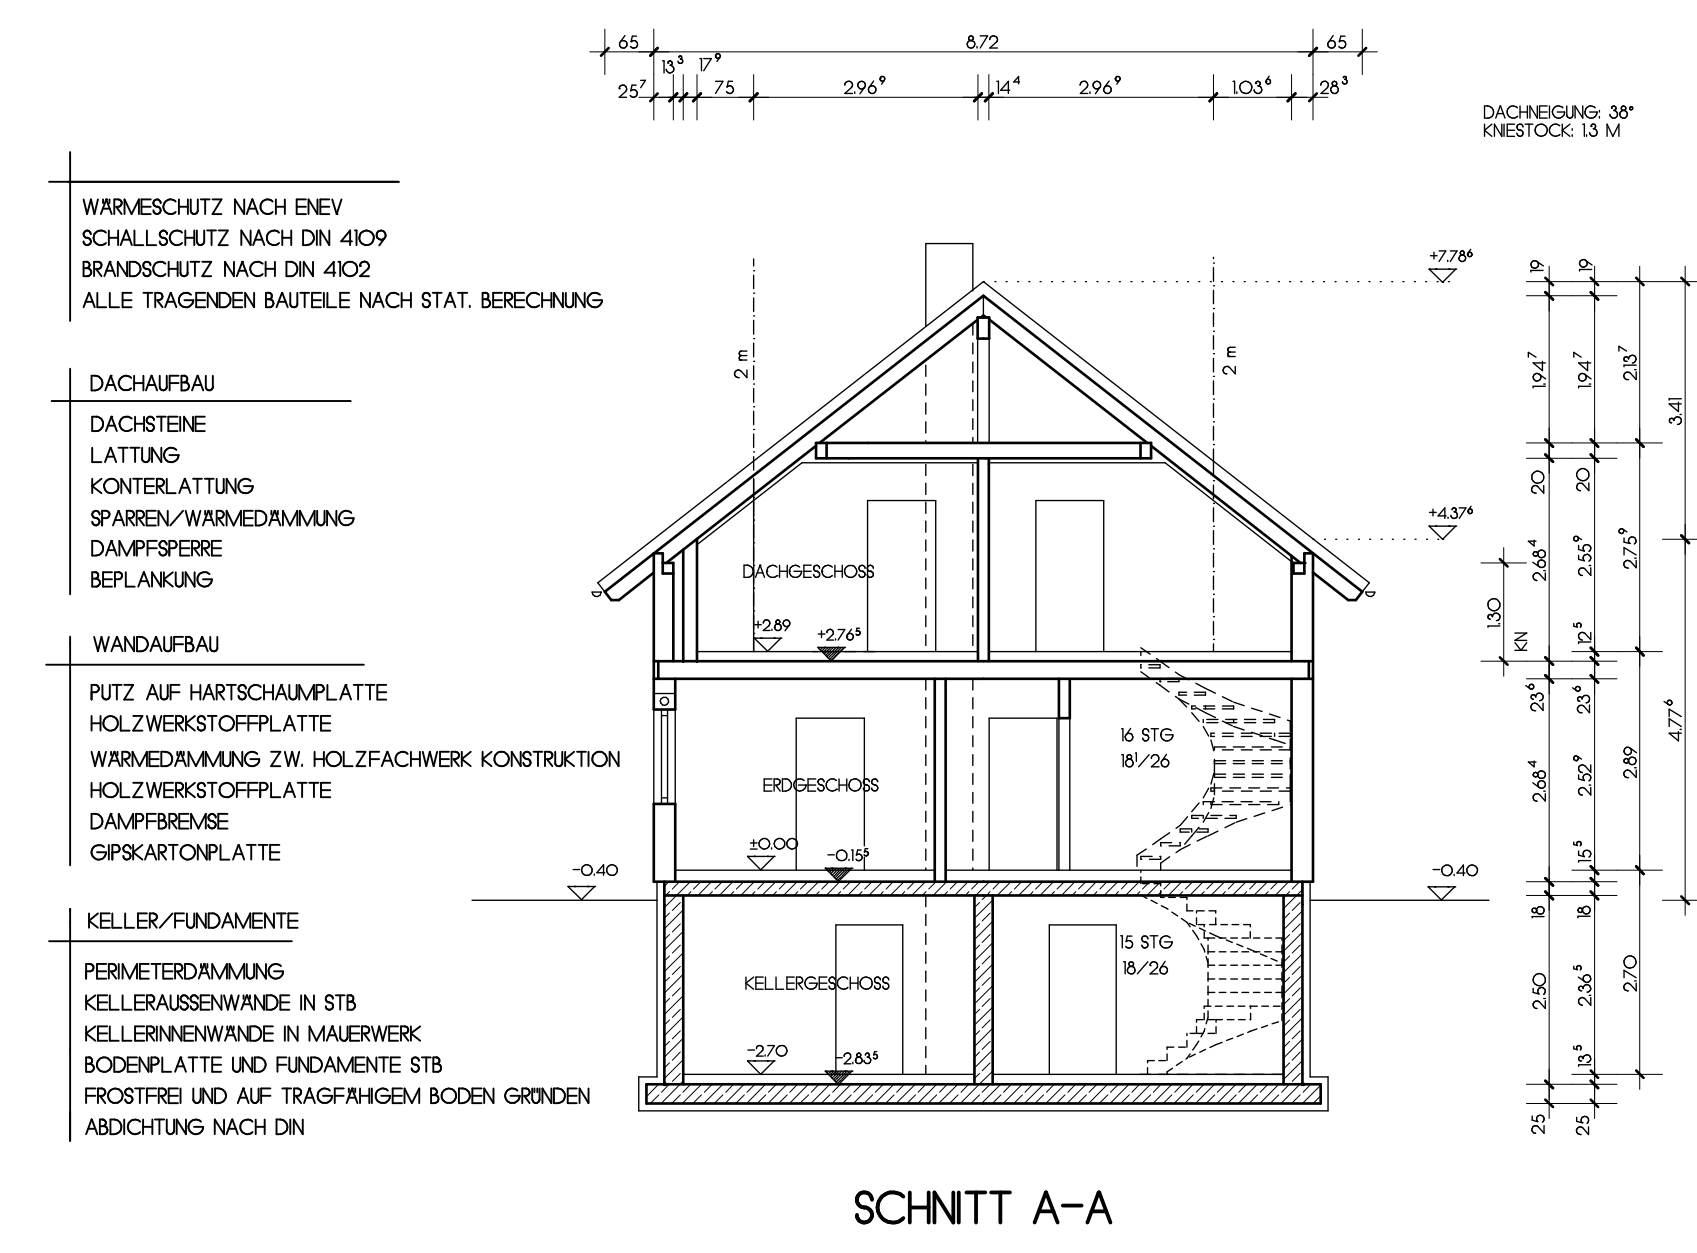 65 8.72 65
25⁷ 13³ 17⁹ 75 2.96⁹ 14⁴ 2.96⁹ 1.03⁶ 28³
DACHNEIGUNG: 38°
KNIESTOCK: 1.3 M
WÄRMESCHUTZ NACH ENEV
SCHALLSCHUTZ NACH DIN 4109
BRANDSCHUTZ NACH DIN 4102
ALLE TRAGENDEN BAUTEILE NACH STAT. BERECHNUNG
DACHAUFBAU
DACHSTEINE
LATTUNG
KONTERLATTUNG
SPARREN/WÄRMEDÄMMUNG
DAMPFSPERRE
BEPLANKUNG
WANDAUFBAU
PUTZ AUF HARTSCHAUMPLATTE
HOLZWERKSTOFFPLATTE
WÄRMEDÄMMUNG ZW. HOLZFACHWERK KONSTRUKTION
HOLZWERKSTOFFPLATTE
DAMPFBREMSE
GIPSKARTONPLATTE
KELLER/FUNDAMENTE
PERIMETERDÄMMUNG
KELLERAUSSENWÄNDE IN STB
KELLERINNENWÄNDE IN MAUERWERK
BODENPLATTE UND FUNDAMENTE STB
FROSTFREI UND AUF TRAGFÄHIGEM BODEN GRÜNDEN
ABDICHTUNG NACH DIN
2 m
2 m
+7.78⁶
+4.37⁶
DACHGESCHOSS
+2.89
+2.76⁵
16 STG
18¹/26
ERDGESCHOSS
±0.00
-0.15⁵
-0.40
-0.40
15 STG
18/26
KELLERGESCHOSS
-2.70
-2.83⁵
1.30
KN
19
1.94⁷
20
2.68⁴
23⁶
2.68⁴
18
2.50
25
19
1.94⁷
20
2.55⁹
12⁵
23⁶
2.52⁹
15⁵
18
2.36⁵
13⁵
25
2.13⁷
2.75⁹
2.89
2.70
3.41
4.77⁶
SCHNITT A-A